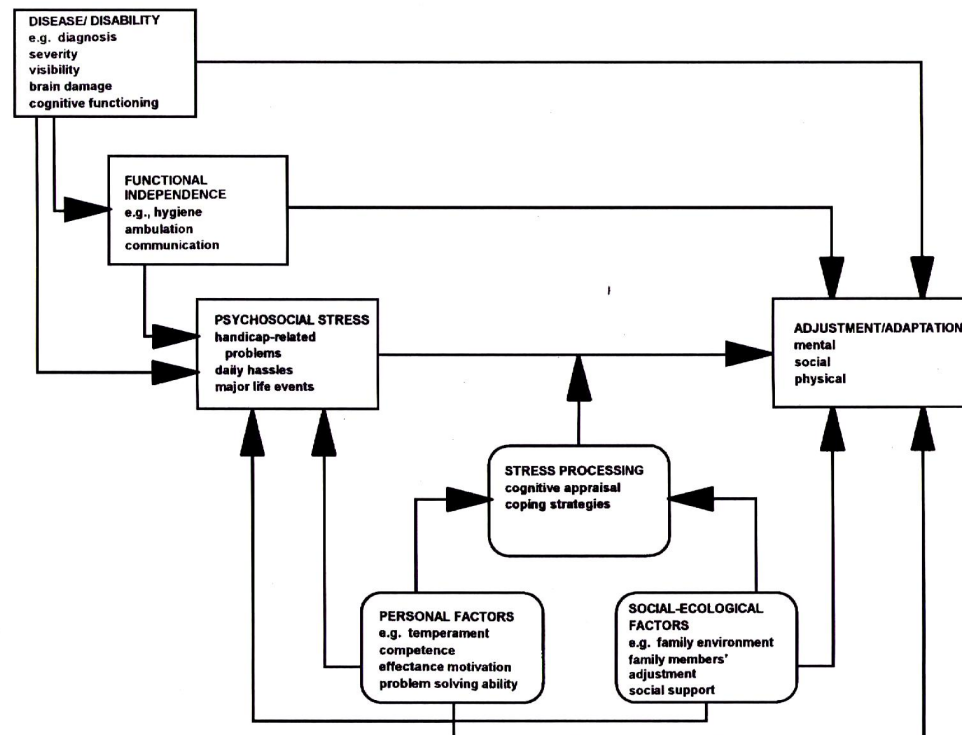 DISEASE/ DISABILITY
e.g. diagnosis
severity
visibility
brain damage
cognitive functioning
FUNCTIONAL
INDEPENDENCE
e.g., hygiene
ambulation
communication
PSYCHOSOCIAL STRESS
handicap-related
problems
daily hassles
major life events
ADJUSTMENT/ADAPTATION
mental
social
physical
STRESS PROCESSING
cognitive appraisal
coping strategies
PERSONAL FACTORS
e.g. temperament
competence
effectance motivation
problem solving ability
SOCIAL-ECOLOGICAL
FACTORS
e.g. family environment
family members'
adjustment
social support